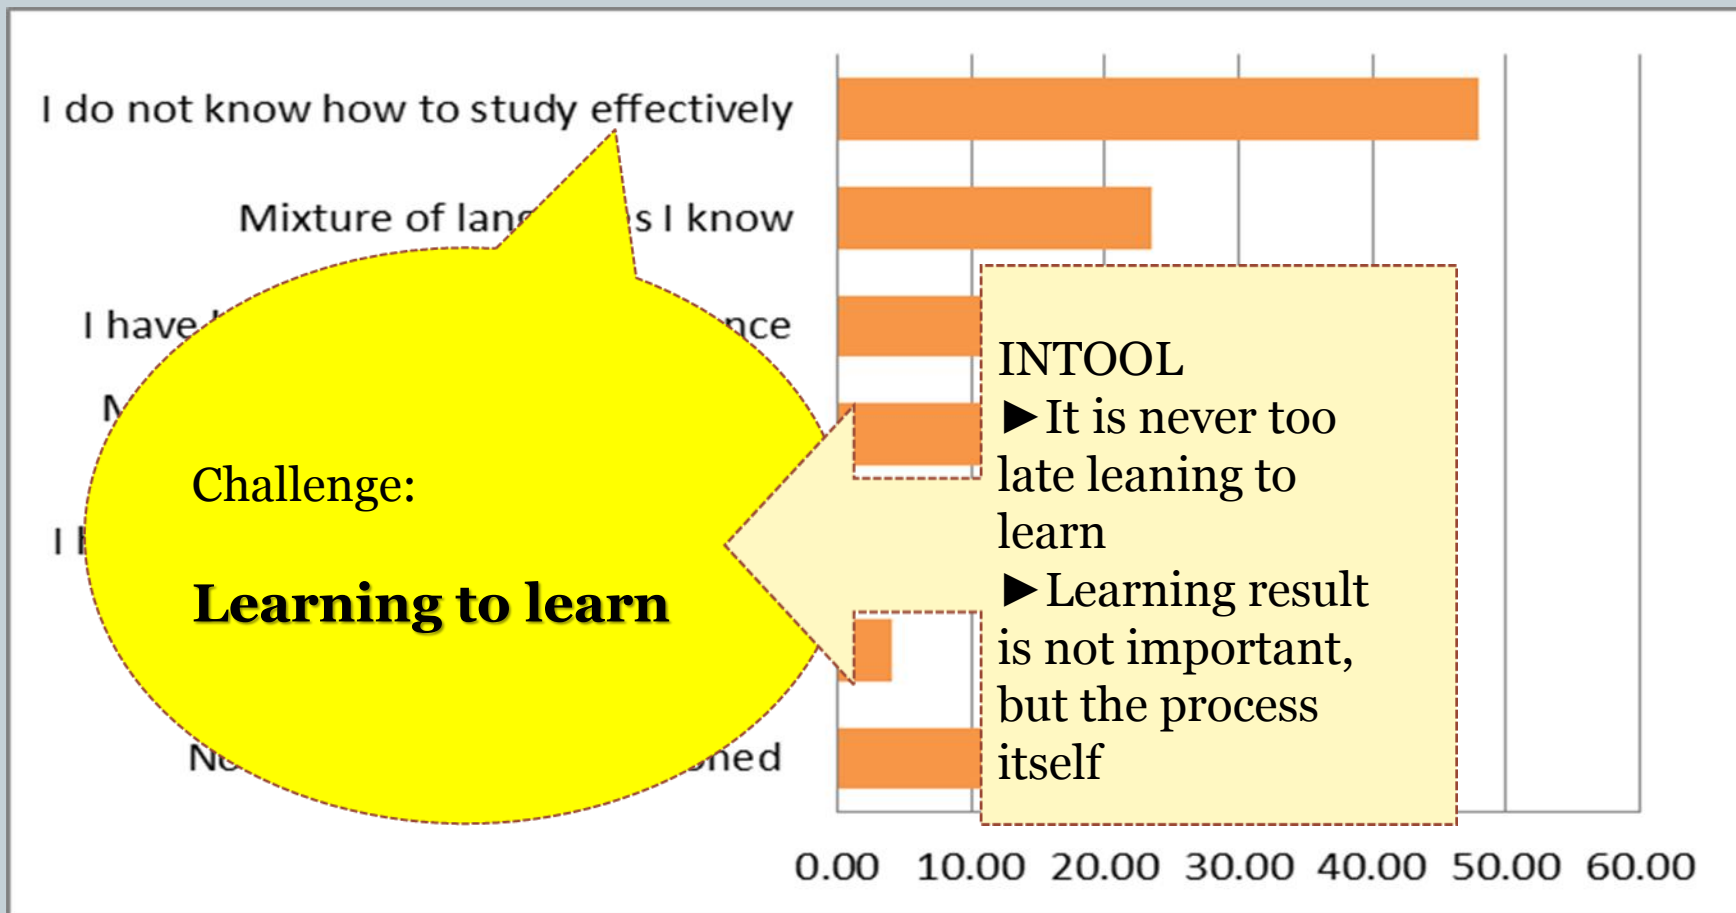 I do not know how to study effectively
Mixture of s I know
I have
Challenge:
Learning to learn
INTOOL
►It is never too
late leaning to
learn
►Learning result
is not important,
but the process
itself
0.00 10.00 20.00 30.00 40.00 50.00 60.00